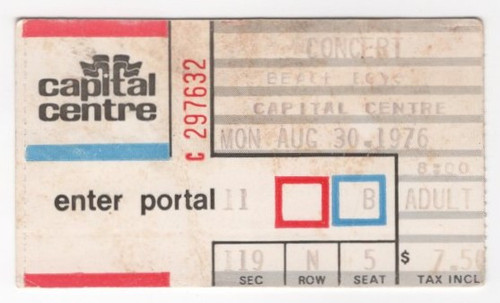 capital
centre
C 297632
CONCERT
BEACH BOYS
CAPITAL CENTRE
MON AUG 30,1976
8:00
enter portal 11 B ADULT
119 N 5 $ 7.50
SEC ROW SEAT TAX INCL